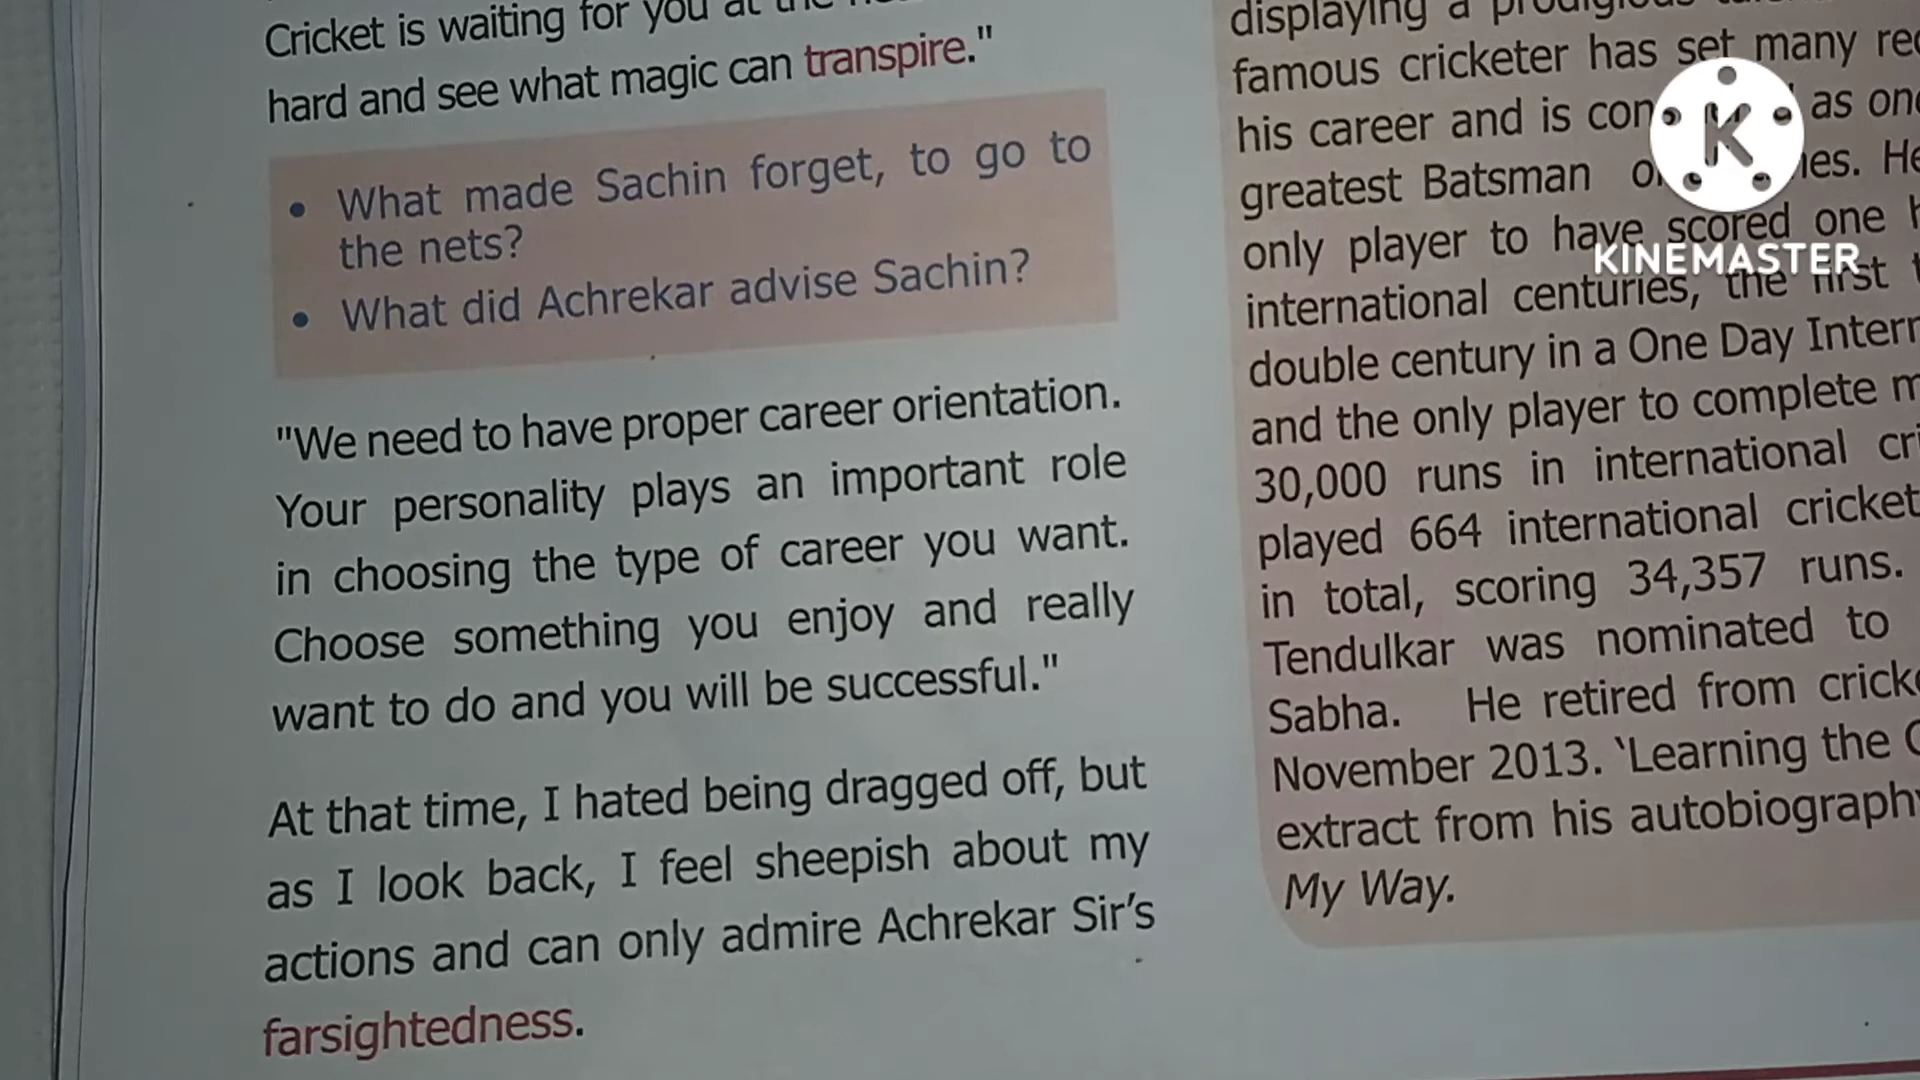 Cricket is waiting for you at the
hard and see what magic can transpire."
• What made Sachin forget, to go to
the nets?
• What did Achrekar advise Sachin?
"We need to have proper career orientation.
Your personality plays an important role
in choosing the type of career you want.
Choose something you enjoy and really
want to do and you will be successful."
At that time, I hated being dragged off, but
as I look back, I feel sheepish about my
actions and can only admire Achrekar Sir's
farsightedness.
displaying a prodigious
famous cricketer has set many
his career and is as
greatest Batsman
only player to have scored one
international centuries, the first
double century in a One Day
and the only player to complete
30,000 runs in international
played 664 international cricket
in total, scoring 34,357 runs.
Tendulkar was nominated to
Sabha. He retired from
November 2013. 'Learning the
extract from his autobiography
My Way.
K
KINEMASTER